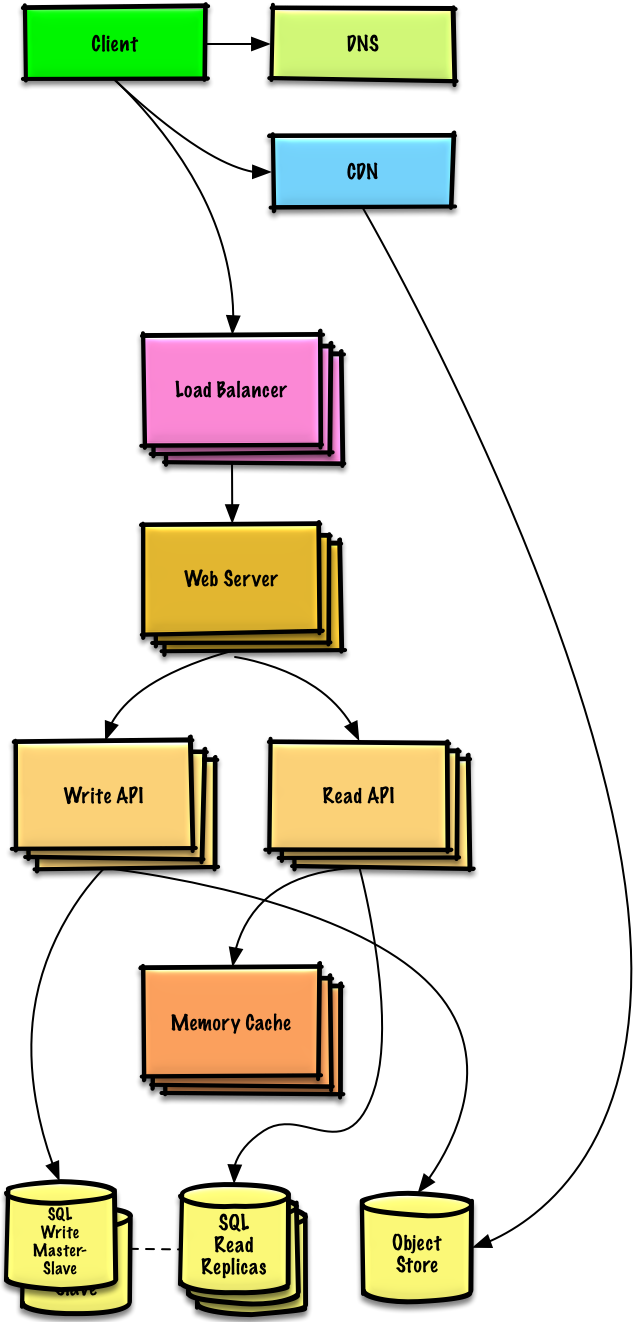 Client
DNS
CDN
Load Balancer
Web Server
Write API
Read API
Memory Cache
SQL
Write
Master-
Slave
Slave
SQL
Read
Replicas
Object
Store